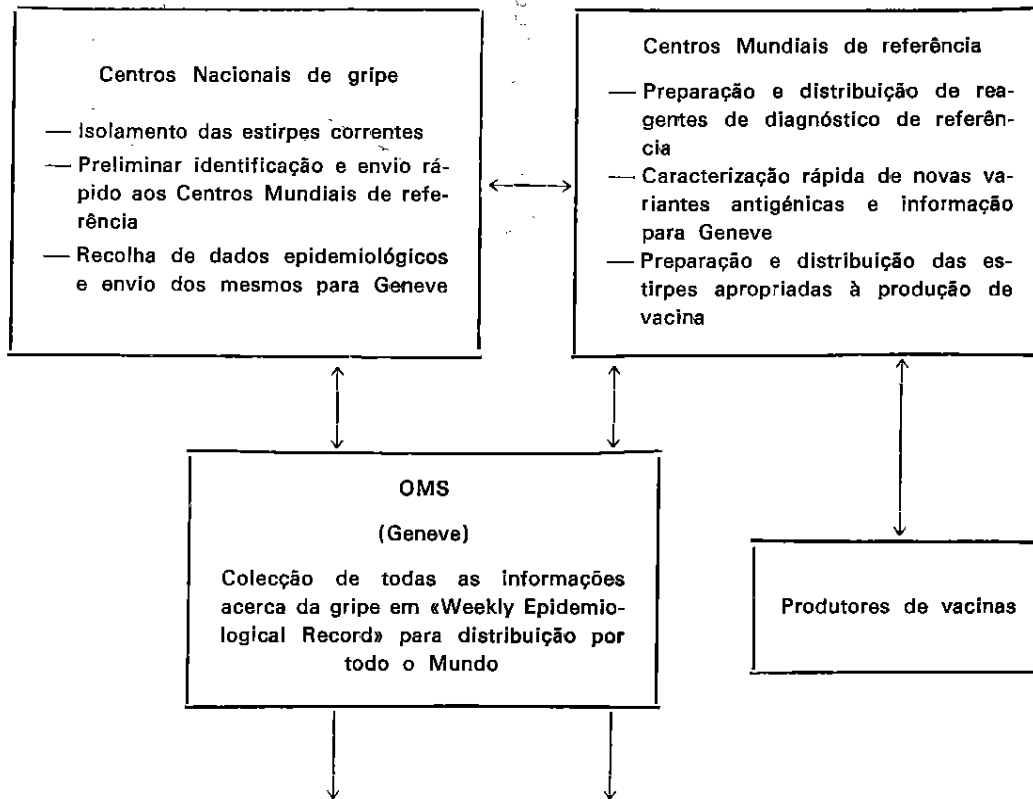 Centros Nacionais de gripe
— Isolamento das estirpes correntes
— Preliminar identificação e envio rá-
pido aos Centros Mundiais de refe-
rência
— Recolha de dados epidemiológicos
e envio dos mesmos para Geneve
Centros Mundiais de referência
— Preparação e distribuição de rea-
gentes de diagnóstico de referên-
cia
— Caracterização rápida de novas va-
riantes antigénicas e informação
para Geneve
— Preparação e distribuição das es-
tirpes apropriadas à produção de
vacina
OMS
(Geneve)
Colecção de todas as informações
acerca da gripe em «Weekly Epidemio-
logical Record» para distribuição por
todo o Mundo
Produtores de vacinas